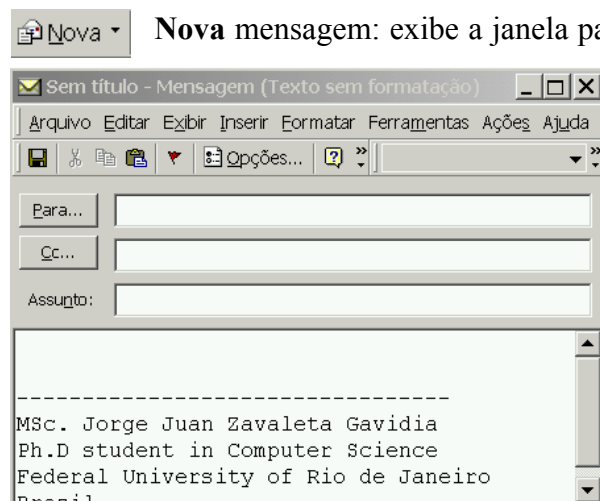 Nova Nova mensagem: exibe a janela pa
Sem título - Mensagem (Texto sem formatação)
Arquivo Editar Exibir Inserir Formatar Ferramentas Ações Ajuda
Opções...
Para...
Cc...
Assunto:
----------------------------------
MSc. Jorge Juan Zavaleta Gavidia
Ph.D student in Computer Science
Federal University of Rio de Janeiro
Brazil